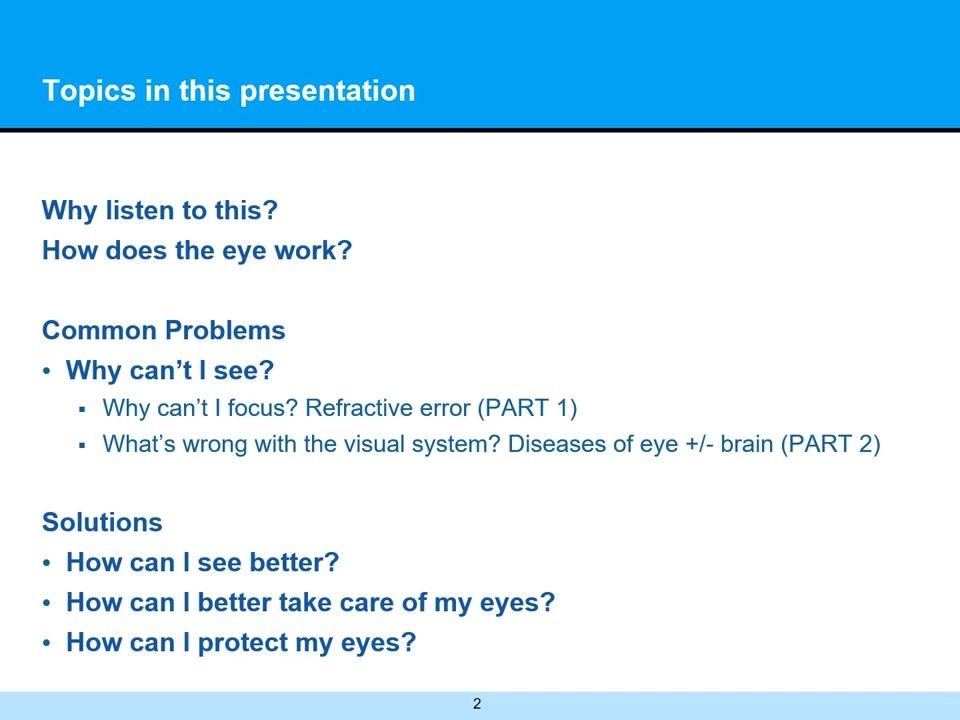 Topics in this presentation
Why listen to this?
How does the eye work?
Common Problems
• Why can’t I see?
▪ Why can’t I focus? Refractive error (PART 1)
▪ What’s wrong with the visual system? Diseases of eye +/- brain (PART 2)
Solutions
• How can I see better?
• How can I better take care of my eyes?
• How can I protect my eyes?
2